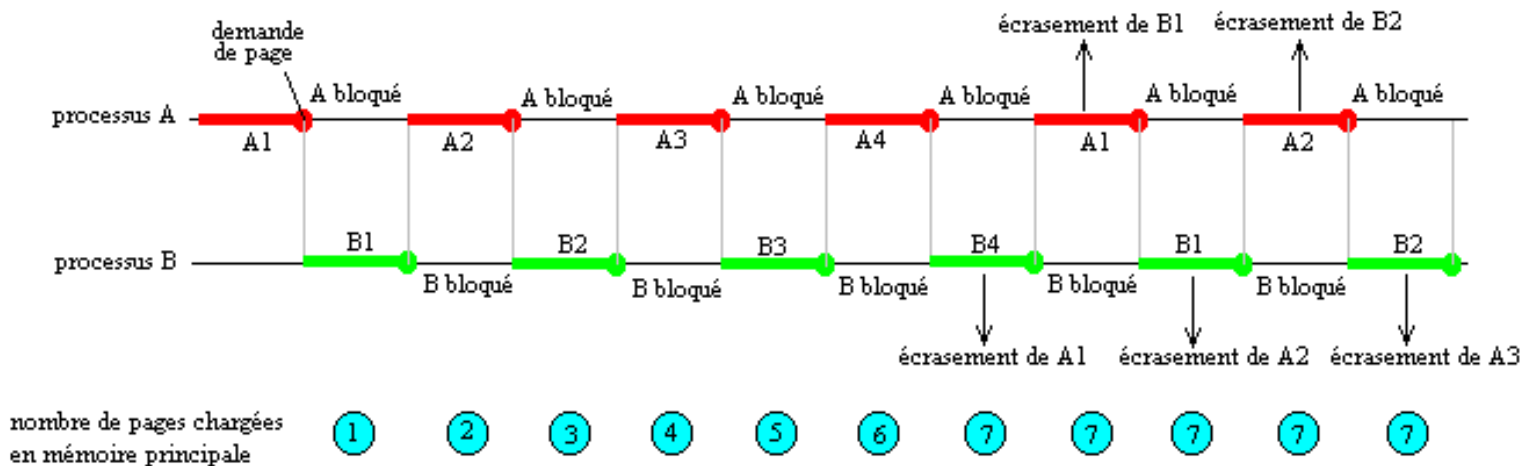 demande
de page
écrasement de B1 écrasement de B2
A bloqué A bloqué A bloqué A bloqué A bloqué A bloqué
processus A
A1 A2 A3 A4 A1 A2
B1 B2 B3 B4 B1 B2
processus B
B bloqué B bloqué B bloqué B bloqué B bloqué
écrasement de A1 écrasement de A2 écrasement de A3
nombre de pages chargées
en mémoire principale
1 2 3 4 5 6 7 7 7 7 7